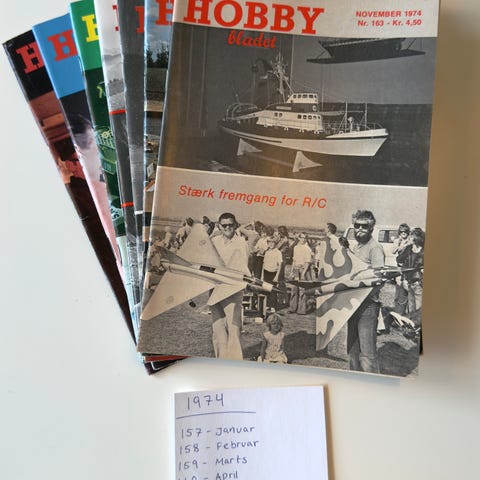 HOBBY
bladet
NOVEMBER 1974
Nr. 163 - Kr. 4,50
Stærk fremgang for R/C
1974
157 - Januar
158 - Februar
159 - Marts
April